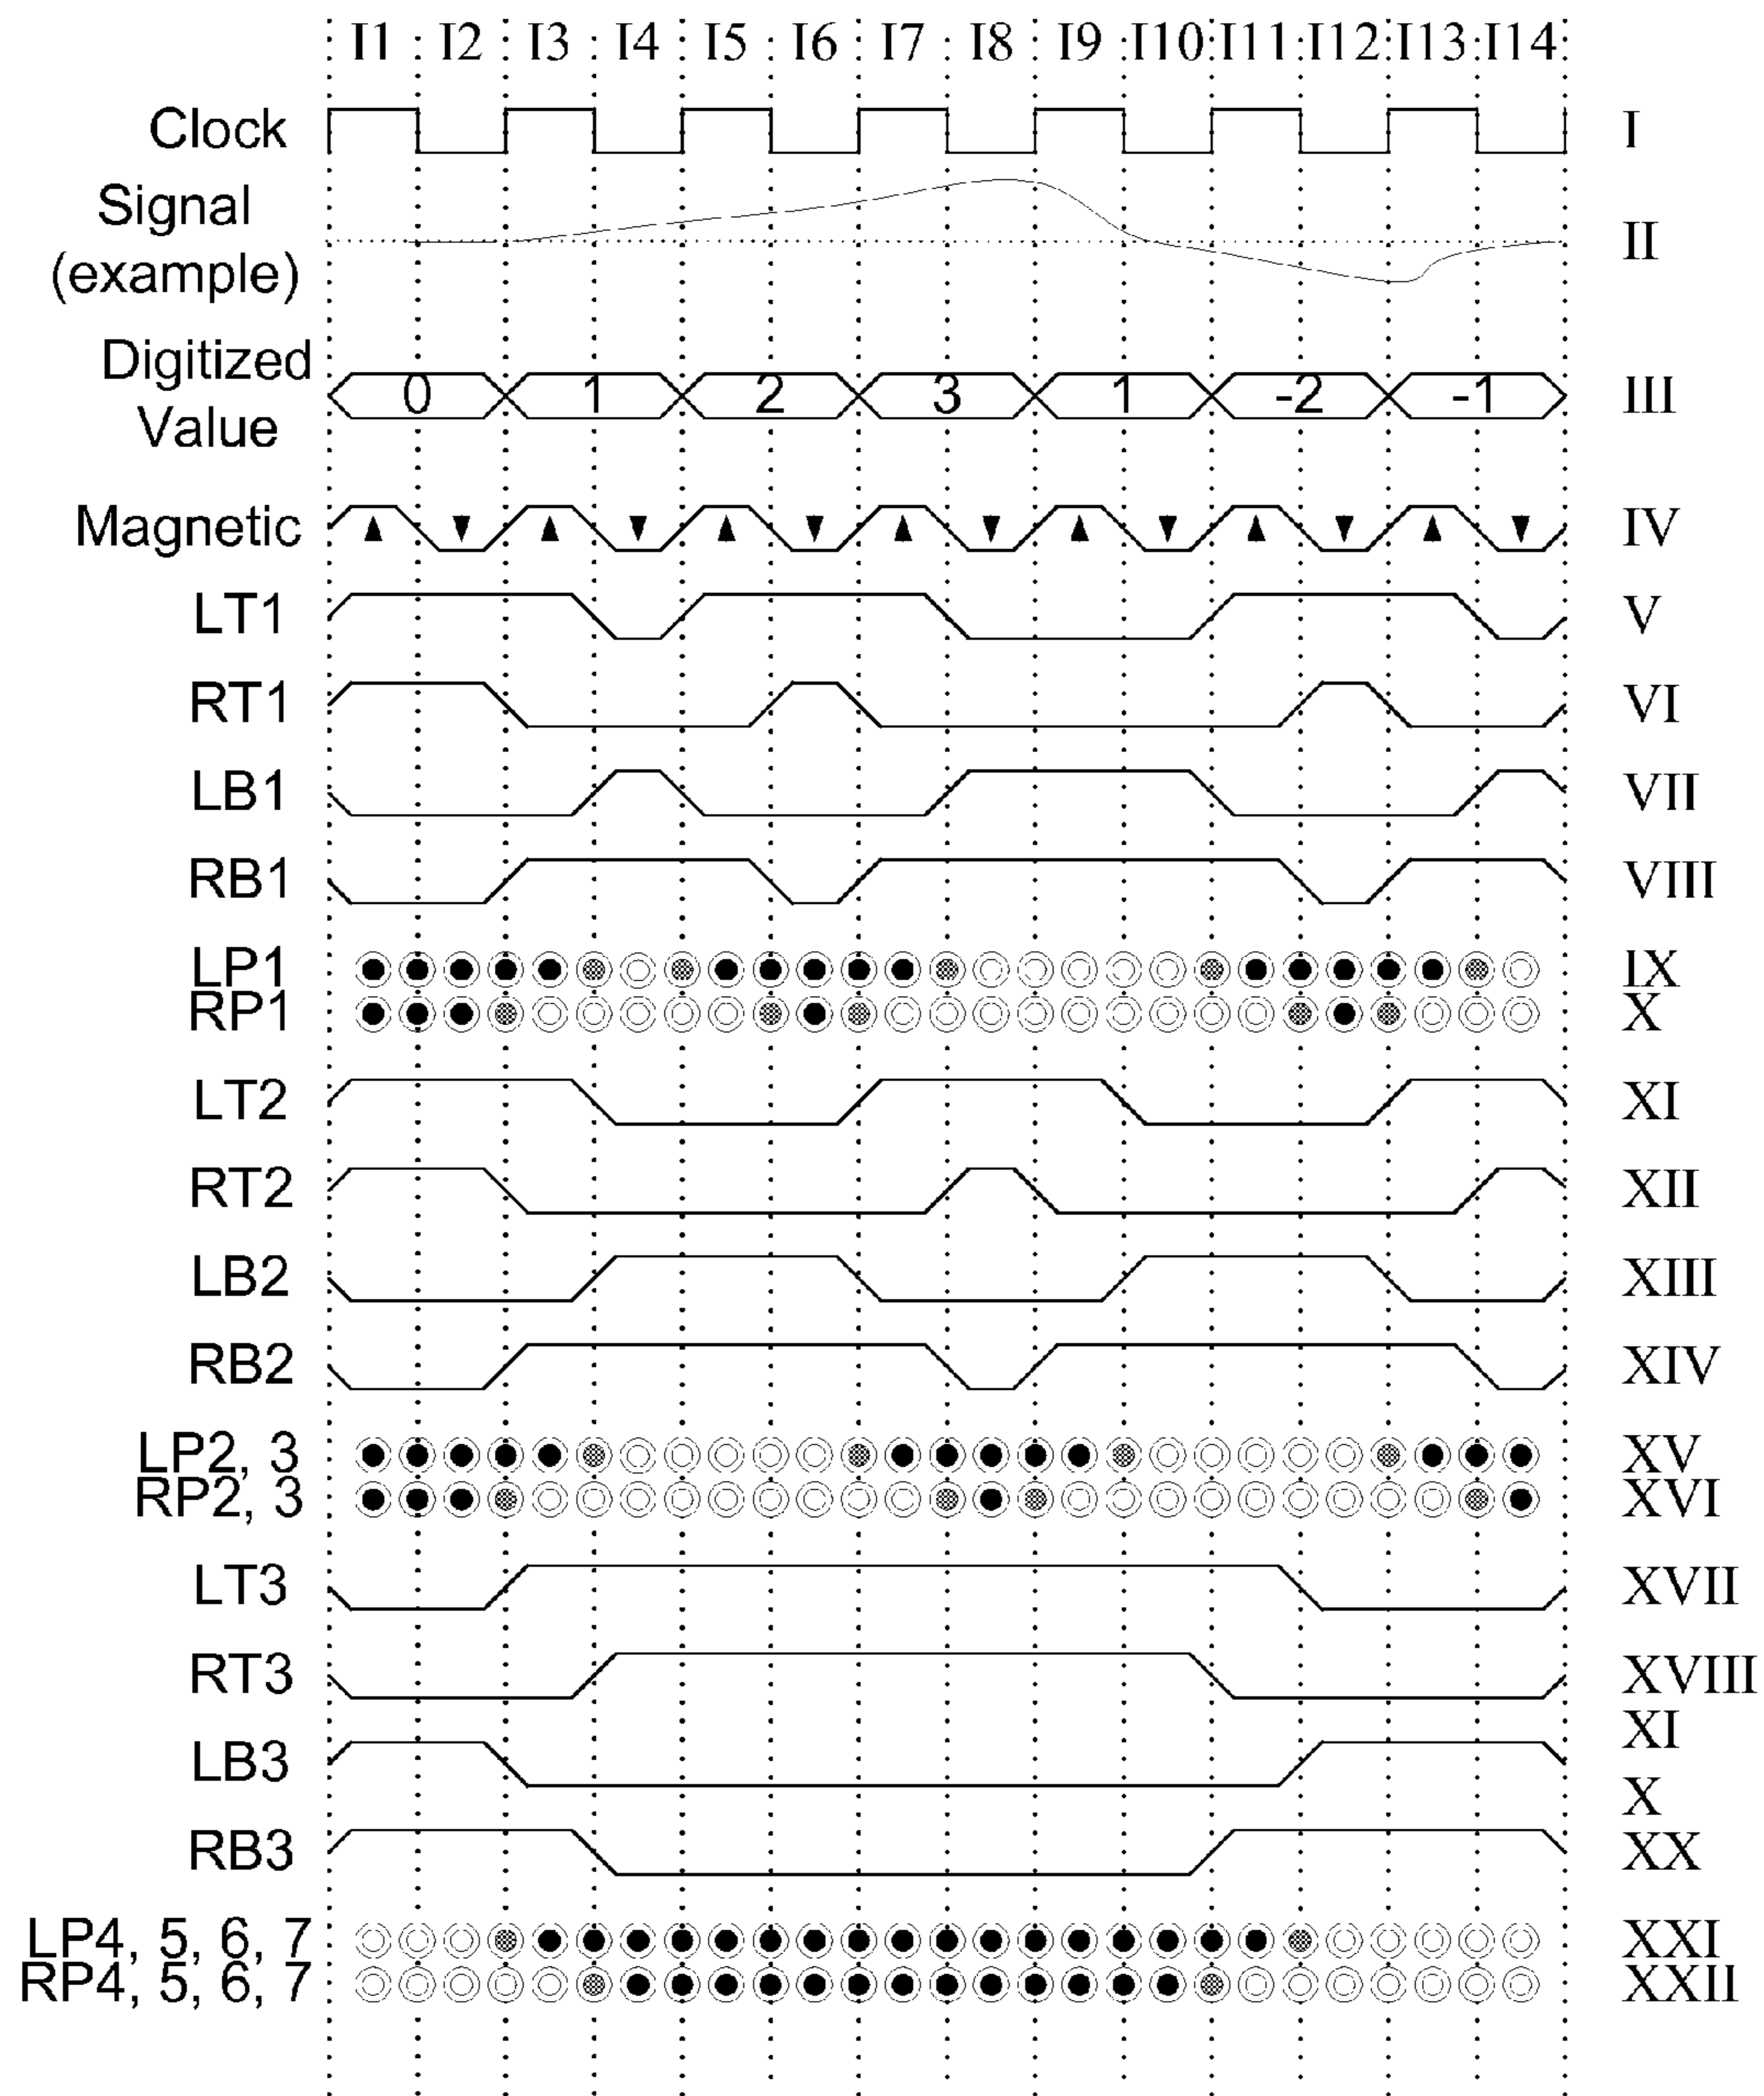 I1 I2 I3 I4 I5 I6 I7 I8 I9 I10 I11 I12 I13 I14
Clock I
Signal
(example) II
Digitized
Value 0 1 2 3 1 -2 -1 III
Magnetic IV
LT1 V
RT1 VI
LB1 VII
RB1 VIII
LP1 IX
RP1 X
LT2 XI
RT2 XII
LB2 XIII
RB2 XIV
LP2, 3 XV
RP2, 3 XVI
LT3 XVII
RT3 XVIII
XI
LB3
X
RB3 XX
LP4, 5, 6, 7 XXI
RP4, 5, 6, 7 XXII